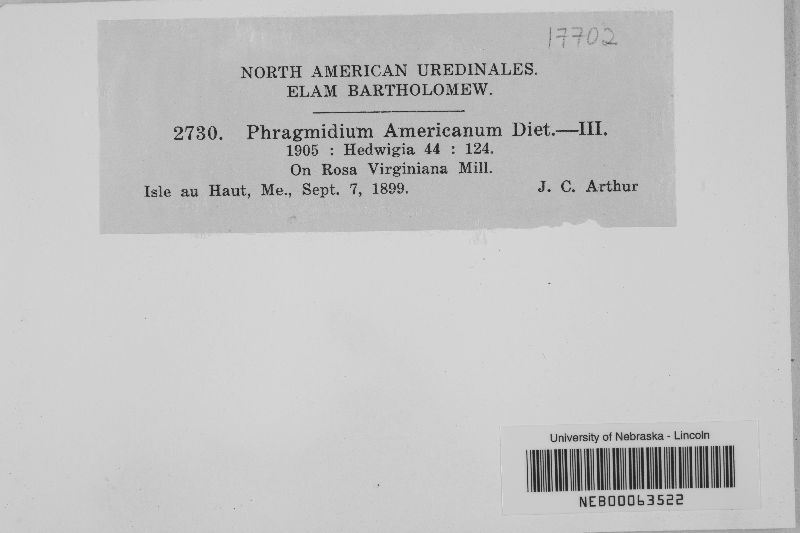 17702
NORTH AMERICAN UREDINALES.
ELAM BARTHOLOMEW.
2730. Phragmidium Americanum Diet.—III.
1905 : Hedwigia 44 : 124.
On Rosa Virginiana Mill.
Isle au Haut, Me., Sept. 7, 1899. J. C. Arthur
University of Nebraska - Lincoln
NEB00063522